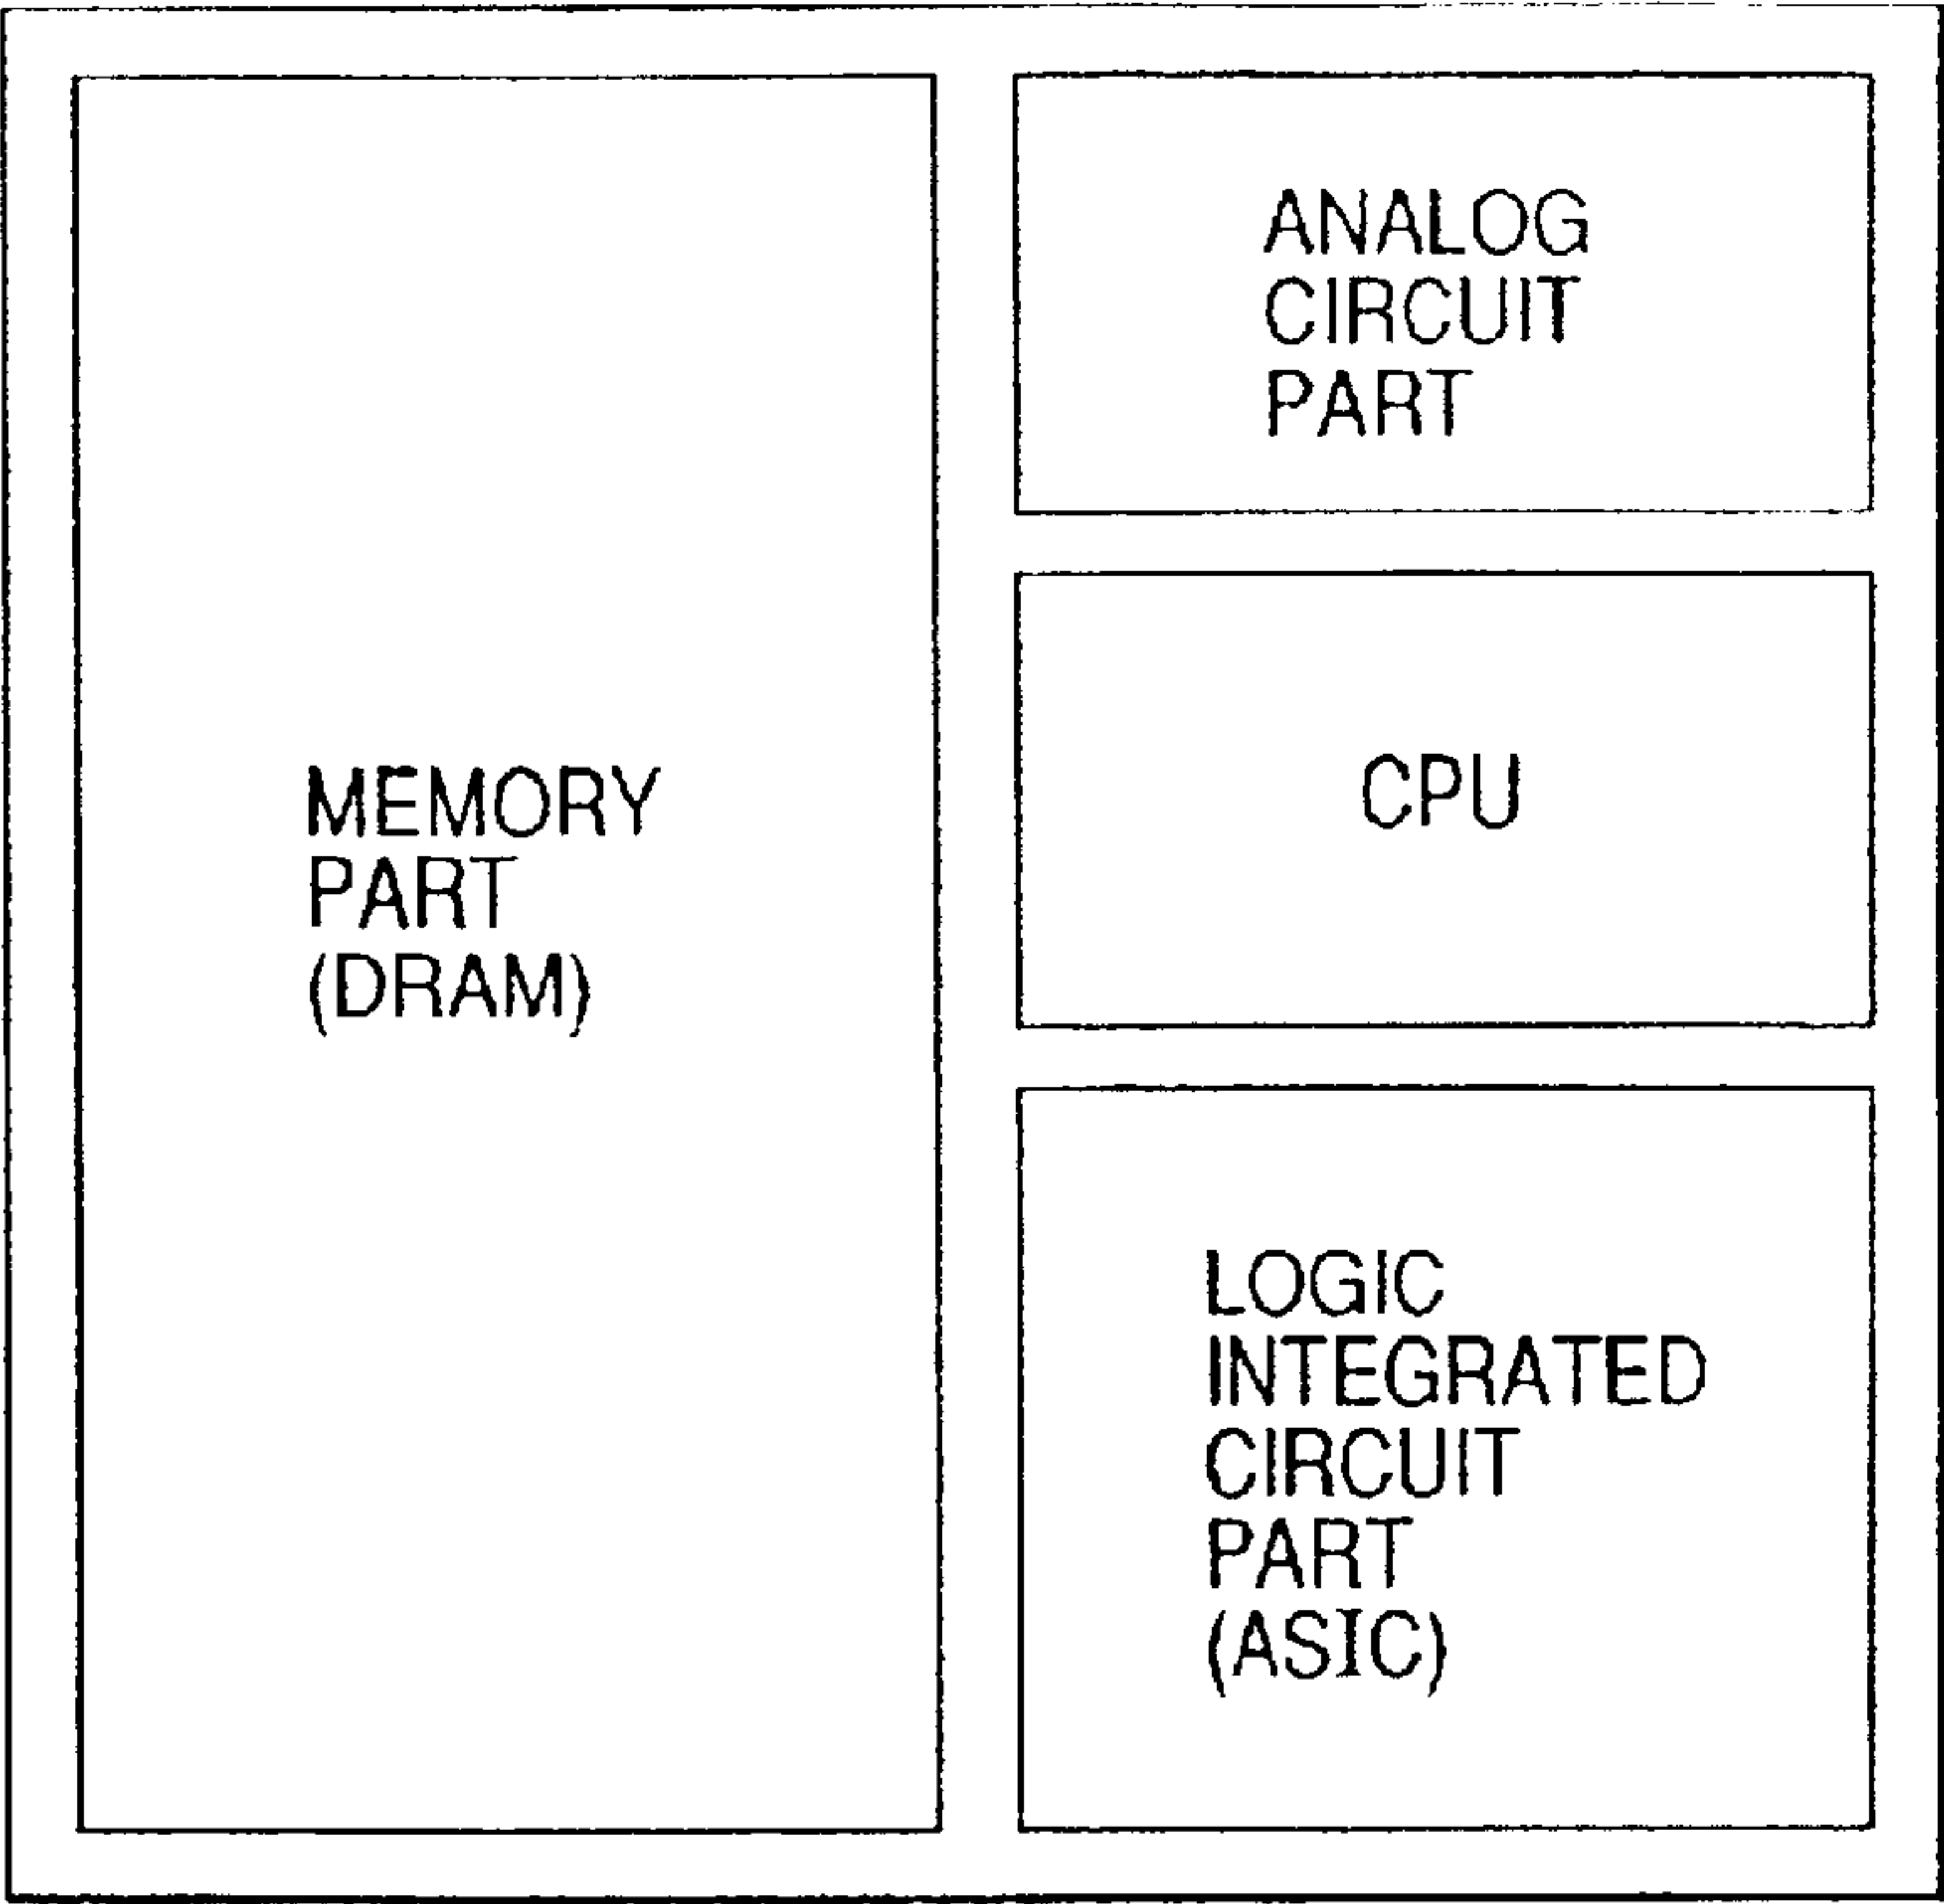 MEMORY
PART
(DRAM)
ANALOG
CIRCUIT
PART
CPU
LOGIC
INTEGRATED
CIRCUIT
PART
(ASIC)